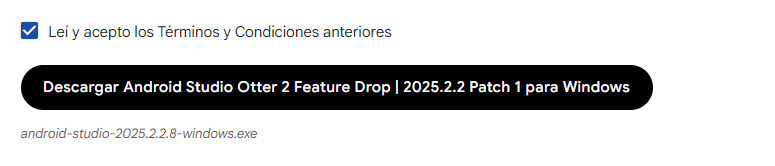 Leí y acepto los Términos y Condiciones anteriores
Descargar Android Studio Otter 2 Feature Drop | 2025.2.2 Patch 1 para Windows
android-studio-2025.2.2.8-windows.exe